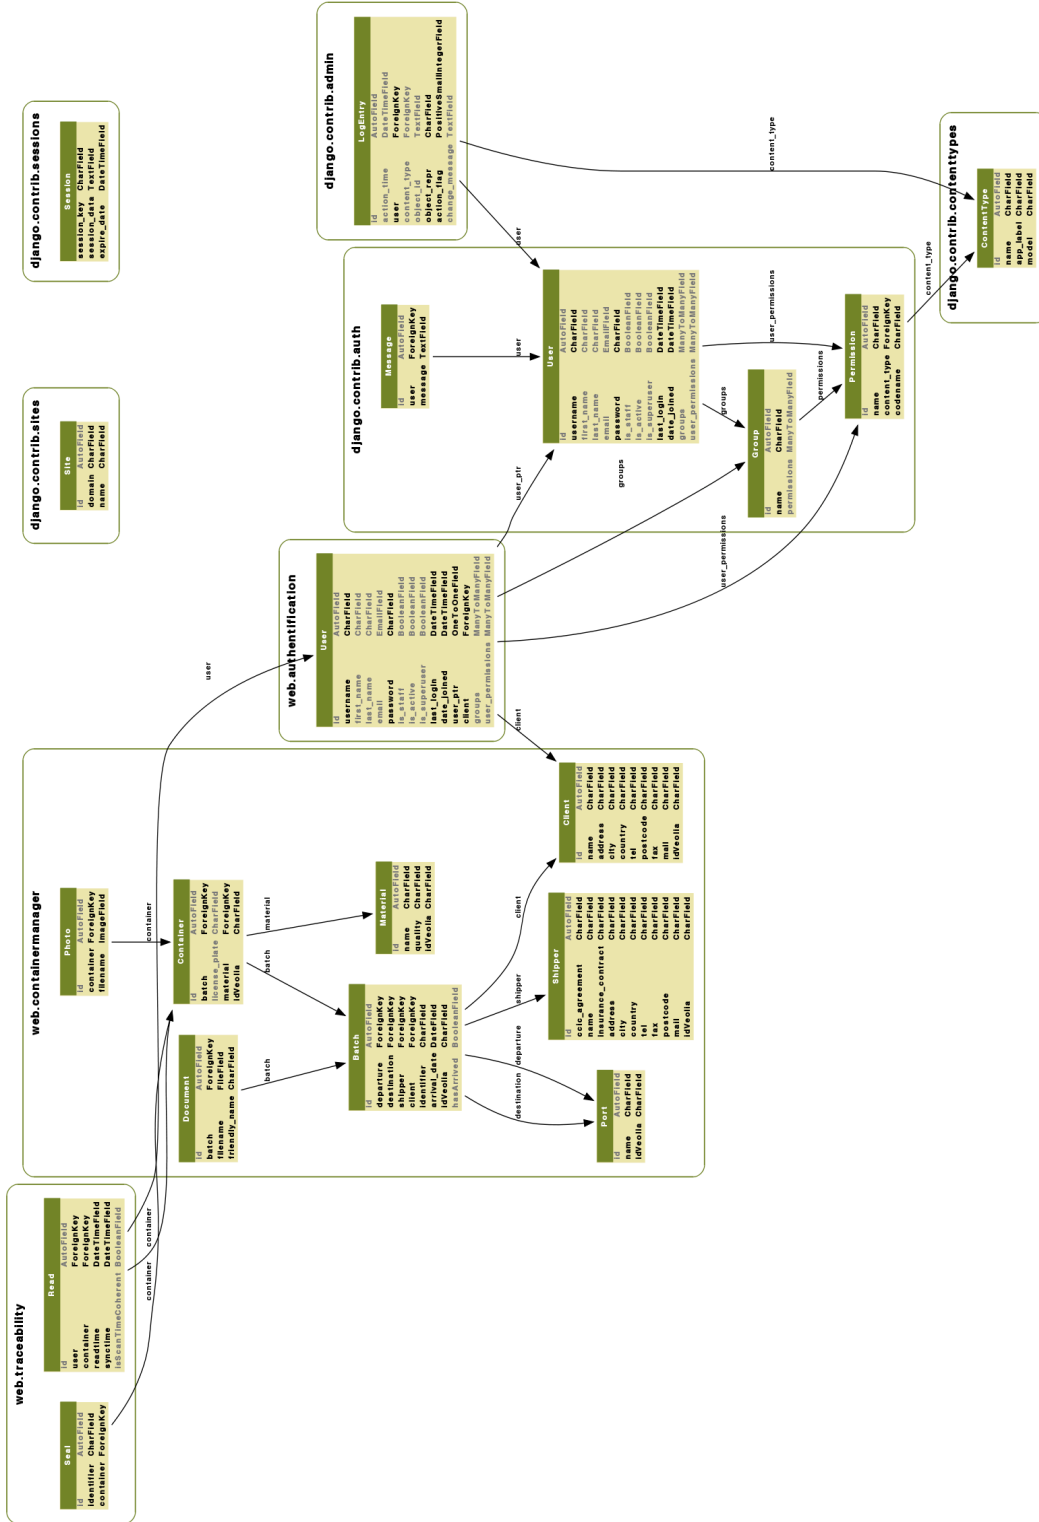 web.traceability
Seal
id AutoField
identifier CharField
container ForeignKey
Read
id AutoField
user ForeignKey
container ForeignKey
readtime DateTimeField
synctime DateTimeField
isScanTimeCoherent BooleanField
container
container
user
web.containermanager
Photo
id AutoField
container ForeignKey
filename ImageField
container
Document
id AutoField
batch ForeignKey
filename FileField
friendly_name CharField
Container
id AutoField
batch ForeignKey
license_plate CharField
material ForeignKey
idVeolia CharField
batch
batch
material
Batch
id AutoField
departure ForeignKey
destination ForeignKey
shipper ForeignKey
client ForeignKey
identifier CharField
arrival_date DateField
idVeolia CharField
hasArrived BooleanField
Material
id AutoField
name CharField
quality CharField
idVeolia CharField
destination
departure
shipper
client
Port
id AutoField
name CharField
idVeolia CharField
Shipper
id AutoField
ccic_agreement CharField
name CharField
insurance_contract CharField
address CharField
city CharField
country CharField
tel CharField
fax CharField
postcode CharField
mail CharField
idVeolia CharField
Client
id AutoField
name CharField
address CharField
city CharField
country CharField
tel CharField
postcode CharField
fax CharField
mail CharField
idVeolia CharField
web.authentification
User
id AutoField
username CharField
first_name CharField
last_name CharField
email EmailField
password CharField
is_staff BooleanField
is_active BooleanField
is_superuser BooleanField
last_login DateTimeField
date_joined DateTimeField
user_ptr OneToOneField
client ForeignKey
groups ManyToManyField
user_permissions ManyToManyField
client
user_permissions
groups
user_ptr
django.contrib.sites
Site
id AutoField
domain CharField
name CharField
django.contrib.sessions
Session
session_key CharField
session_data TextField
expire_date DateTimeField
django.contrib.auth
Message
id AutoField
user ForeignKey
message TextField
user
User
id AutoField
username CharField
first_name CharField
last_name CharField
email EmailField
password CharField
is_staff BooleanField
is_active BooleanField
is_superuser BooleanField
last_login DateTimeField
date_joined DateTimeField
groups ManyToManyField
user_permissions ManyToManyField
groups
user_permissions
Group
id AutoField
name CharField
permissions ManyToManyField
permissions
Permission
id AutoField
name CharField
content_type ForeignKey
codename CharField
content_type
django.contrib.admin
LogEntry
id AutoField
action_time DateTimeField
user ForeignKey
content_type ForeignKey
object_id TextField
object_repr CharField
action_flag PositiveSmallIntegerField
change_message TextField
user
content_type
django.contrib.contenttypes
ContentType
id AutoField
name CharField
app_label CharField
model CharField